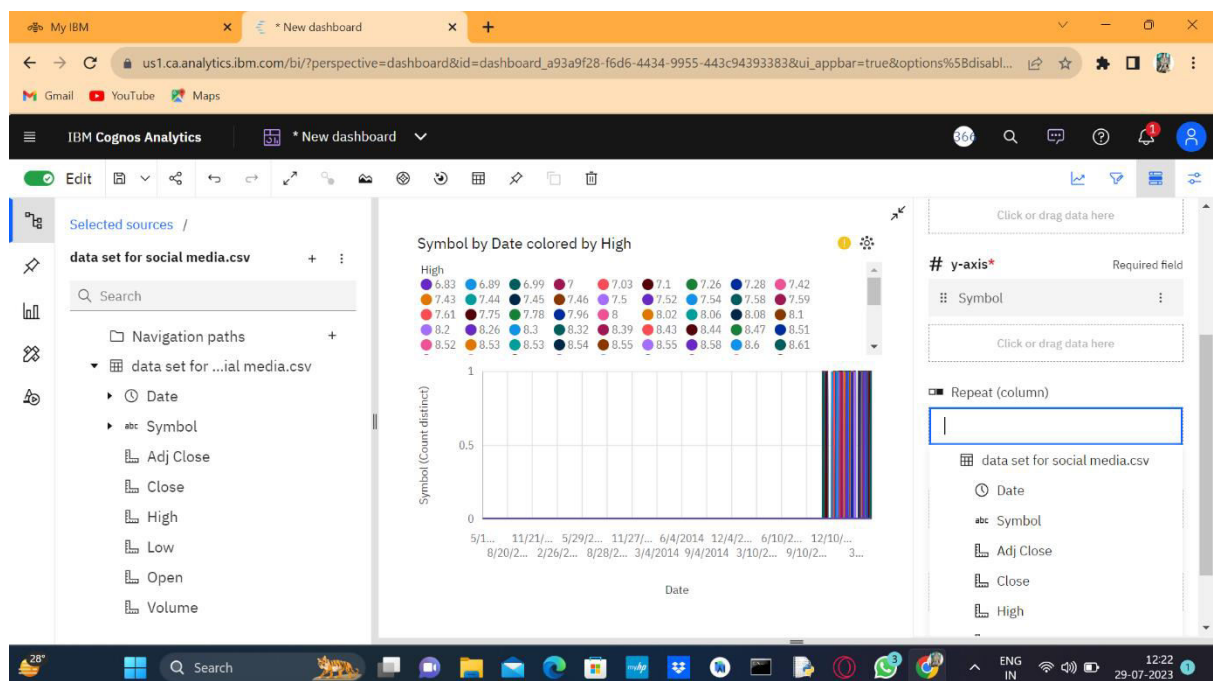 My IBM
* New dashboard
us1.ca.analytics.ibm.com/bi/?perspective=dashboard&id=dashboard_a93a9f28-f6d6-4434-9955-443c94393383&ui_appbar=true&options%5Bdisabl...
Gmail YouTube Maps
IBM Cognos Analytics
* New dashboard
366
1
Edit
Selected sources /
data set for social media.csv
Search
Navigation paths
data set for ...ial media.csv
Date
abc Symbol
Adj Close
Close
High
Low
Open
Volume
Symbol by Date colored by High
High
6.83 6.89 6.99 7 7.03 7.1 7.26 7.28 7.42
7.43 7.44 7.45 7.46 7.5 7.52 7.54 7.58 7.59
7.61 7.75 7.78 7.96 8 8.02 8.06 8.08 8.1
8.2 8.26 8.3 8.32 8.39 8.43 8.44 8.47 8.51
8.52 8.53 8.53 8.54 8.55 8.55 8.58 8.6 8.61
Symbol (Count distinct)
1
0.5
0
5/1... 11/21/... 5/29/2... 11/27/... 6/4/2014 12/4/2... 6/10/2... 12/10/...
8/20/2... 2/26/2... 8/28/2... 3/4/2014 9/4/2014 3/10/2... 9/10/2... 3...
Date
Click or drag data here
# y-axis* Required field
Symbol
Click or drag data here
Repeat (column)
data set for social media.csv
Date
abc Symbol
Adj Close
Close
High
28°
Search
myhp
3
ENG
IN
12:22
29-07-2023
1